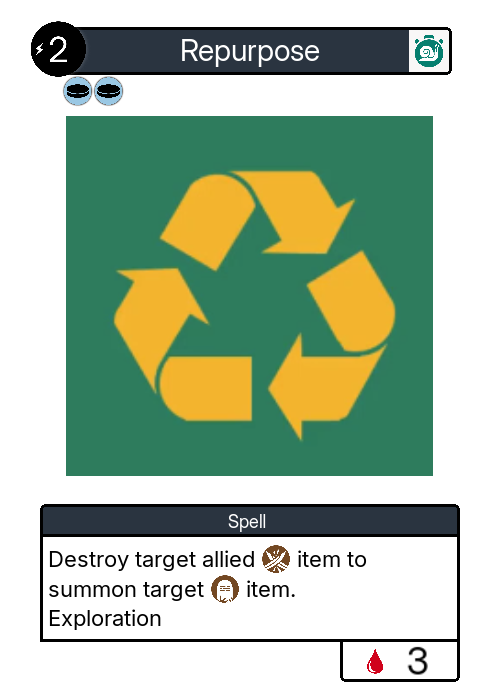 2
Repurpose
Spell
Destroy target allied item to
summon target item.
Exploration
3